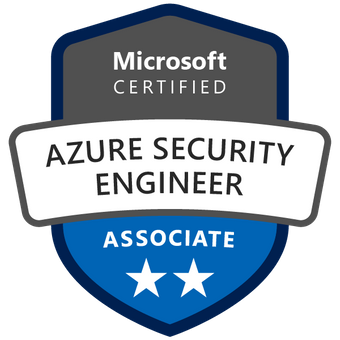 Microsoft
CERTIFIED
AZURE SECURITY
ENGINEER
ASSOCIATE